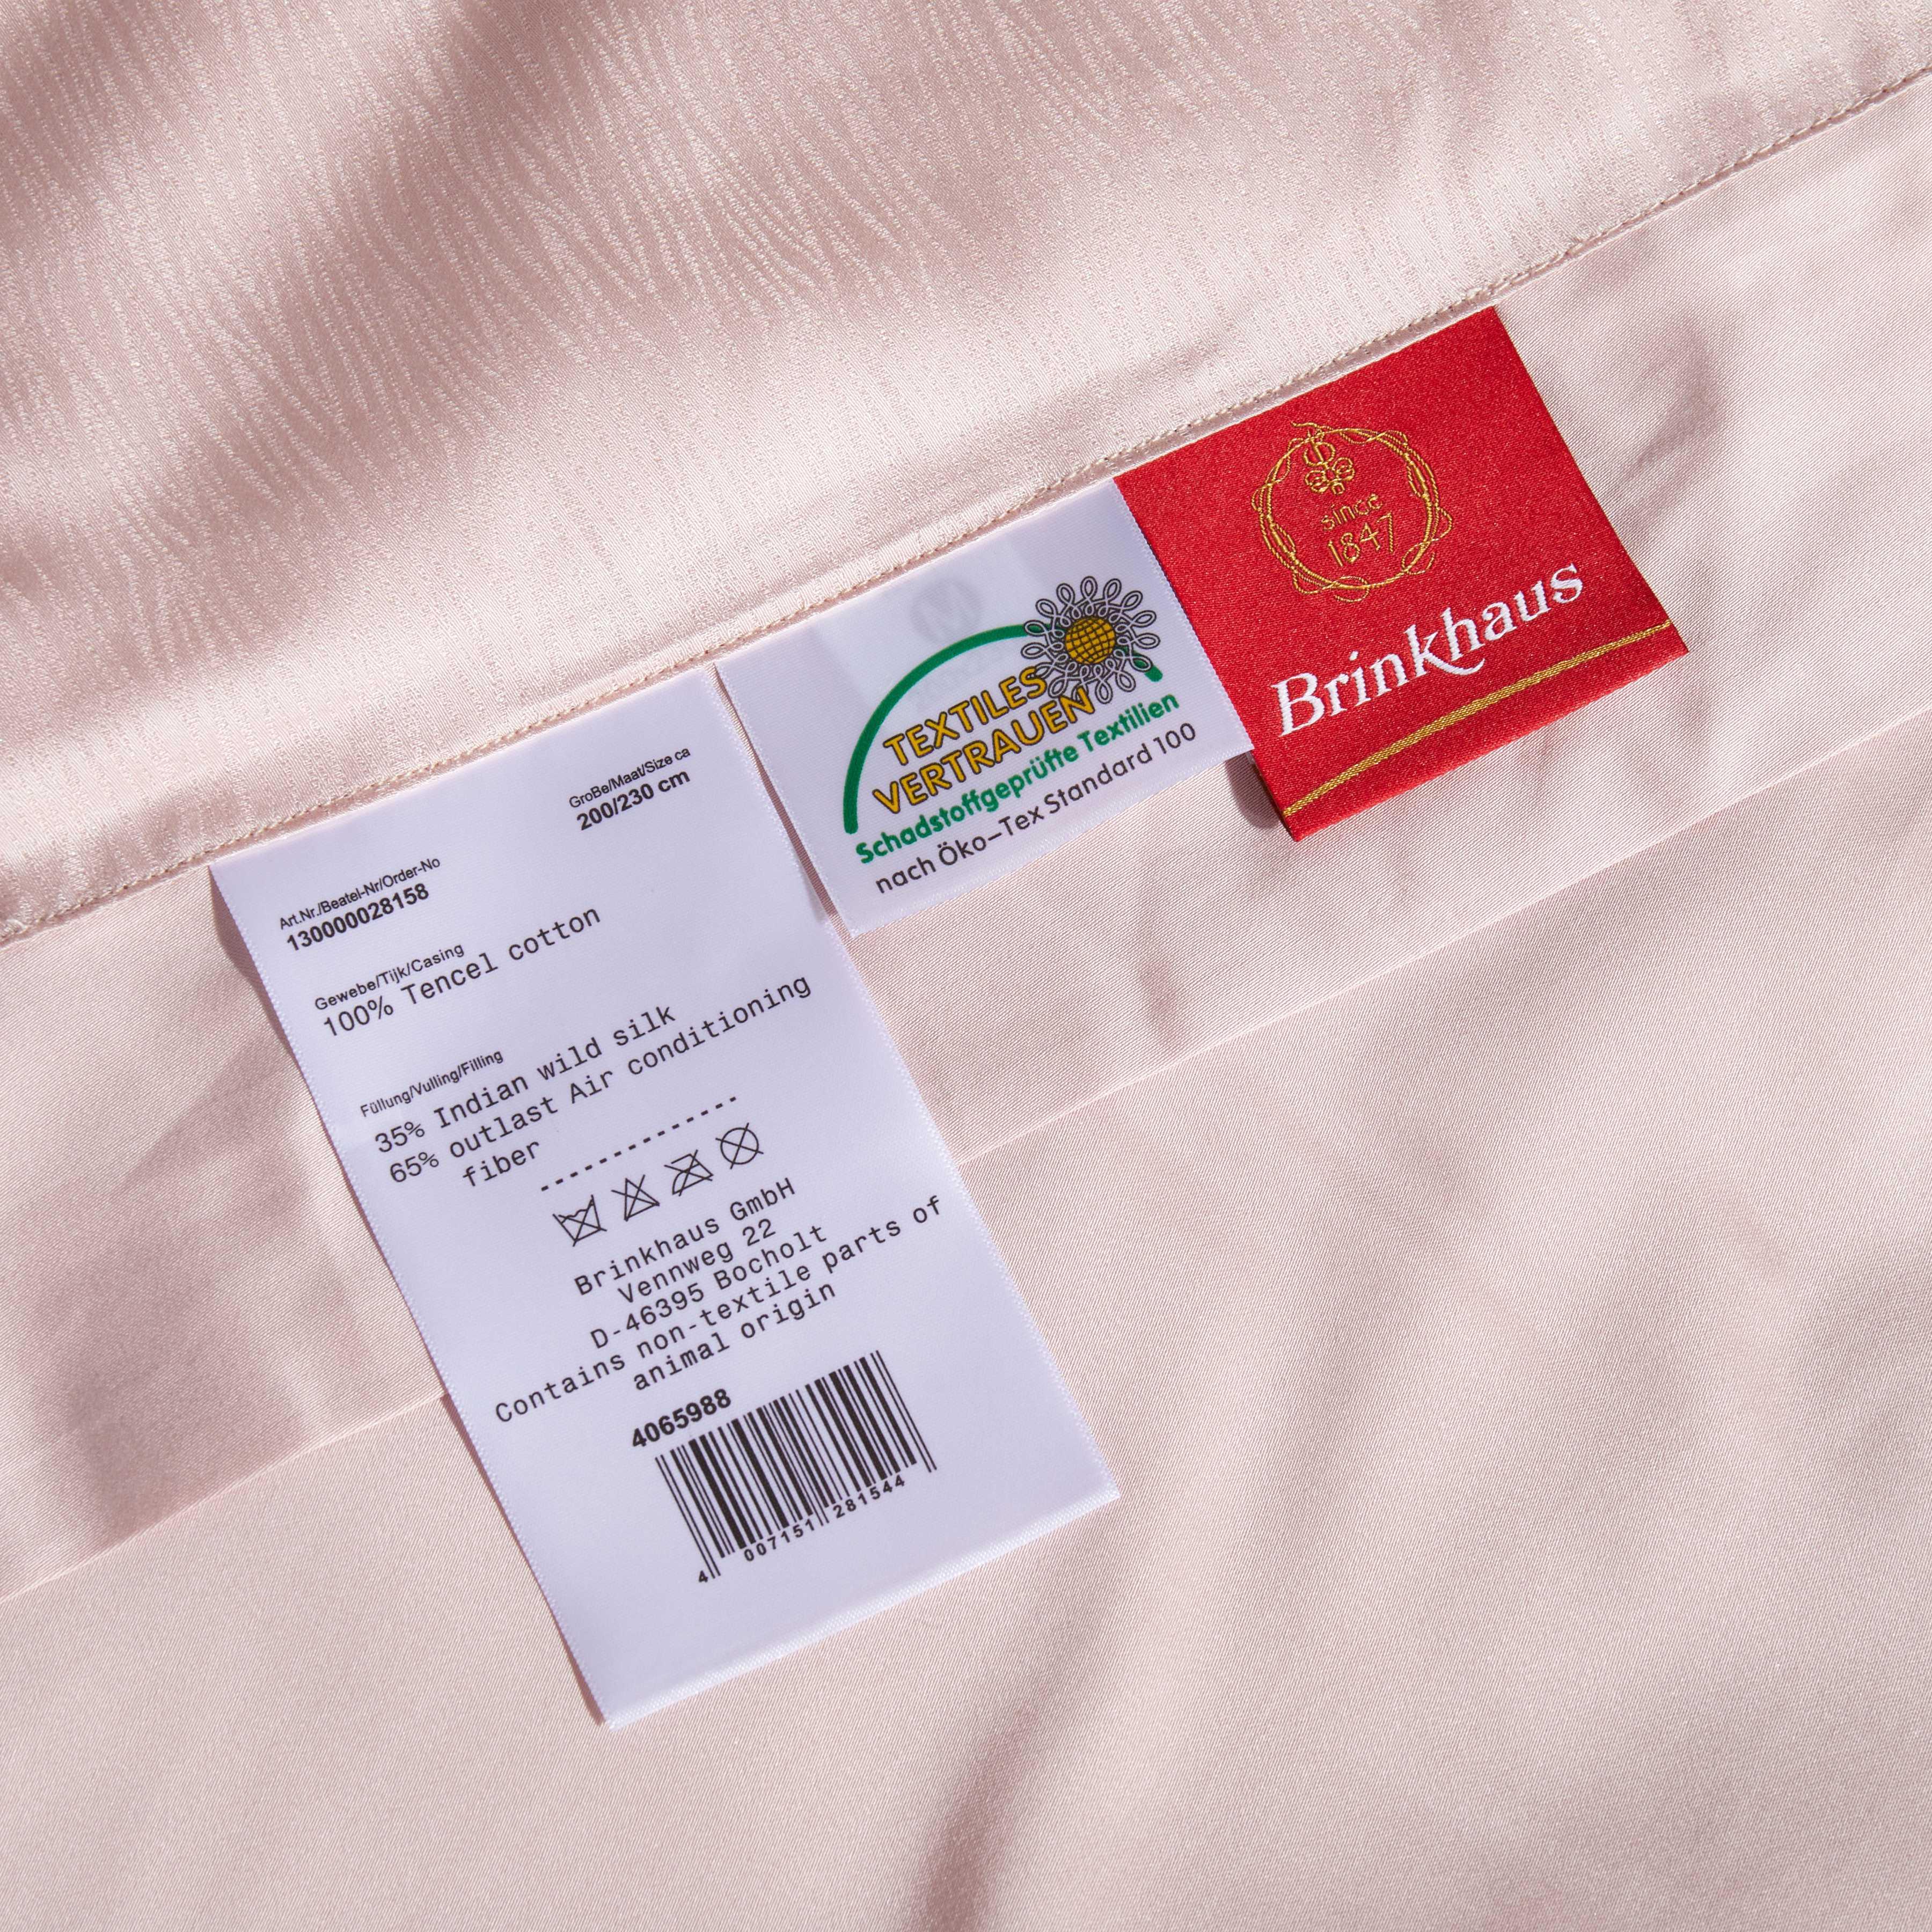 Art.Nr./Beatel-Nr/Order-No
130000028158
GroBe/Maat/Size ca
200/230 cm
Gewebe/Tijk/Casing
100% Tencel cotton
Füllung/Vulling/Filling
35% Indian wild silk
65% outlast Air conditioning
fiber
Brinkhaus GmbH
Vennweg 22
D-46395 Bocholt
Contains non-textile parts of
animal origin
4065988
4 007151 281544
TEXTILES
VERTRAUEN
Schadstoffgeprüfte Textilien
nach Öko-Tex Standard 100
since
1847
Brinkhaus